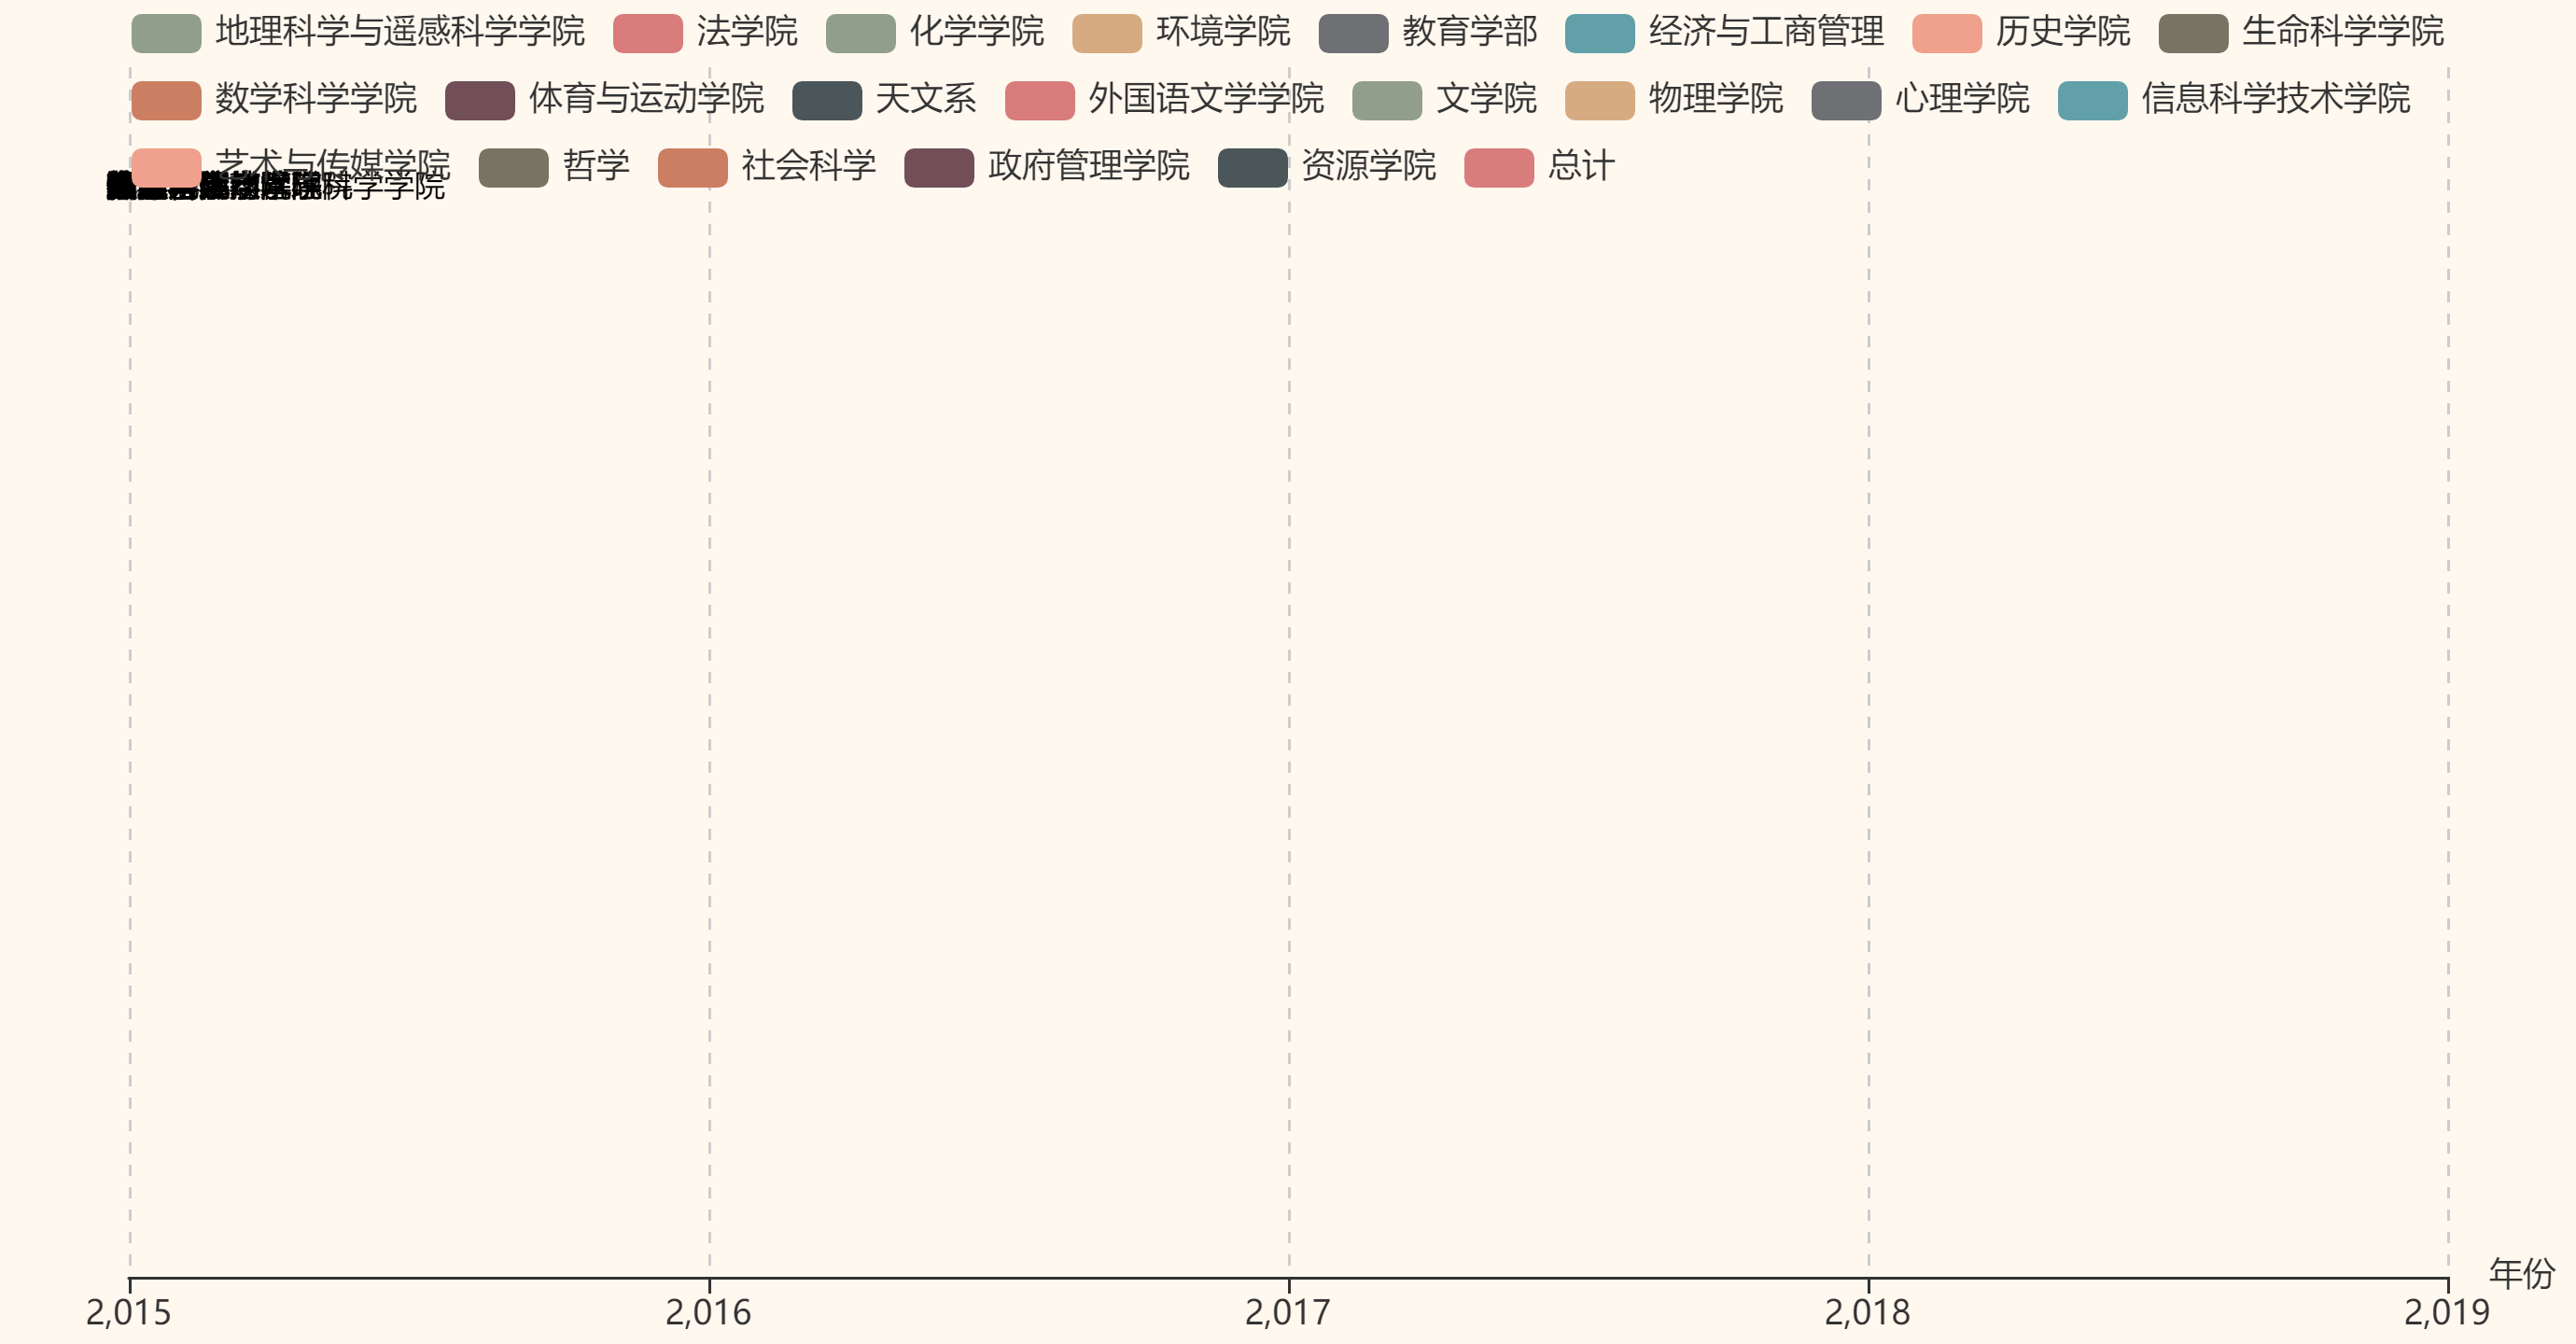 地理科学与遥感科学学院 法学院 化学学院 环境学院 教育学部 经济与工商管理 历史学院 生命科学学院
数学科学学院 体育与运动学院 天文系 外国语文学学院 文学院 物理学院 心理学院 信息科学技术学院
艺术与传媒学院 哲学 社会科学 政府管理学院 资源学院 总计
科学学院
年份
2,015 2,016 2,017 2,018 2,019